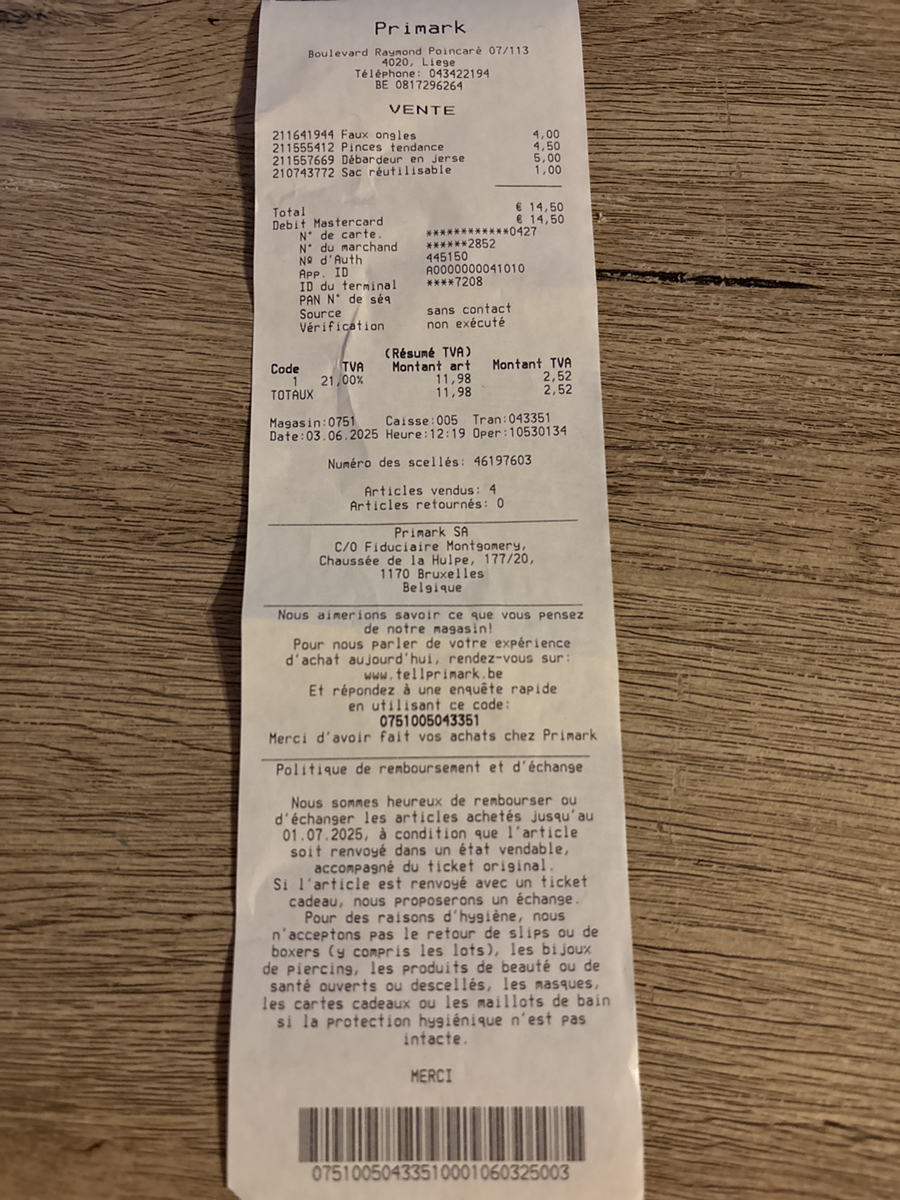 Primark
Boulevard Raymond Poincaré 07/113
4020, Liege
Téléphone: 043422194
BE 0817296264
VENTE
211641944 Faux ongles 4,00
211555412 Pinces tendance 4,50
211557669 Débardeur en jerse 5,00
210743772 Sac réutilisable 1,00
Total € 14,50
Debit Mastercard € 14,50
N° de carte. ************0427
N° du marchand ******2852
Nº d'Auth 445150
App. ID A0000000041010
ID du terminal ****7208
PAN N° de séq
Source sans contact
Vérification non exécuté
(Résumé TVA)
Code TVA Montant art Montant TVA
1 21,00% 11,98 2,52
TOTAUX 11,98 2,52
Magasin:0751 Caisse:005 Tran:043351
Date:03.06.2025 Heure:12:19 Oper:10530134
Numéro des scellés: 46197603
Articles vendus: 4
Articles retournés: 0
Primark SA
C/O Fiduciaire Montgomery,
Chaussée de la Hulpe, 177/20,
1170 Bruxelles
Belgique
Nous aimerions savoir ce que vous pensez
de notre magasin!
Pour nous parler de votre expérience
d'achat aujourd'hui, rendez-vous sur:
www.tellprimark.be
Et répondez à une enquête rapide
en utilisant ce code:
0751005043351
Merci d'avoir fait vos achats chez Primark
Politique de remboursement et d'échange
Nous sommes heureux de rembourser ou
d'échanger les articles achetés jusqu'au
01.07.2025, à condition que l'article
soit renvoyé dans un état vendable,
accompagné du ticket original.
Si l'article est renvoyé avec un ticket
cadeau, nous proposerons un échange.
Pour des raisons d'hygiène, nous
n'acceptons pas le retour de slips ou de
boxers (y compris les lots), les bijoux
de piercing, les produits de beauté ou de
santé ouverts ou descellés, les masques,
les cartes cadeaux ou les maillots de bain
si la protection hygiénique n'est pas
intacte.
MERCI
07510050433510001060325003